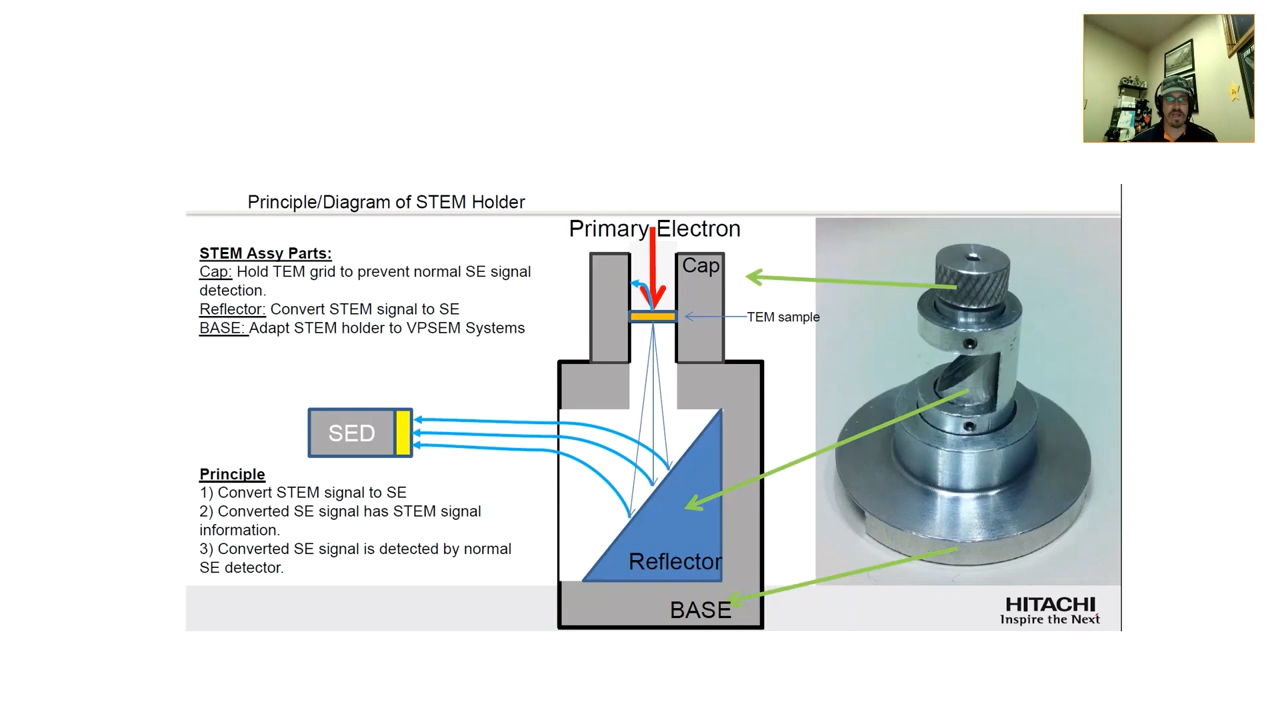 Principle/Diagram of STEM Holder
STEM Assy Parts:
Cap: Hold TEM grid to prevent normal SE signal
detection.
Reflector: Convert STEM signal to SE
BASE: Adapt STEM holder to VPSEM Systems
Primary Electron
Cap
TEM sample
SED
Principle
1) Convert STEM signal to SE
2) Converted SE signal has STEM signal
information.
3) Converted SE signal is detected by normal
SE detector.
Reflector
BASE
HITACHI
Inspire the Next